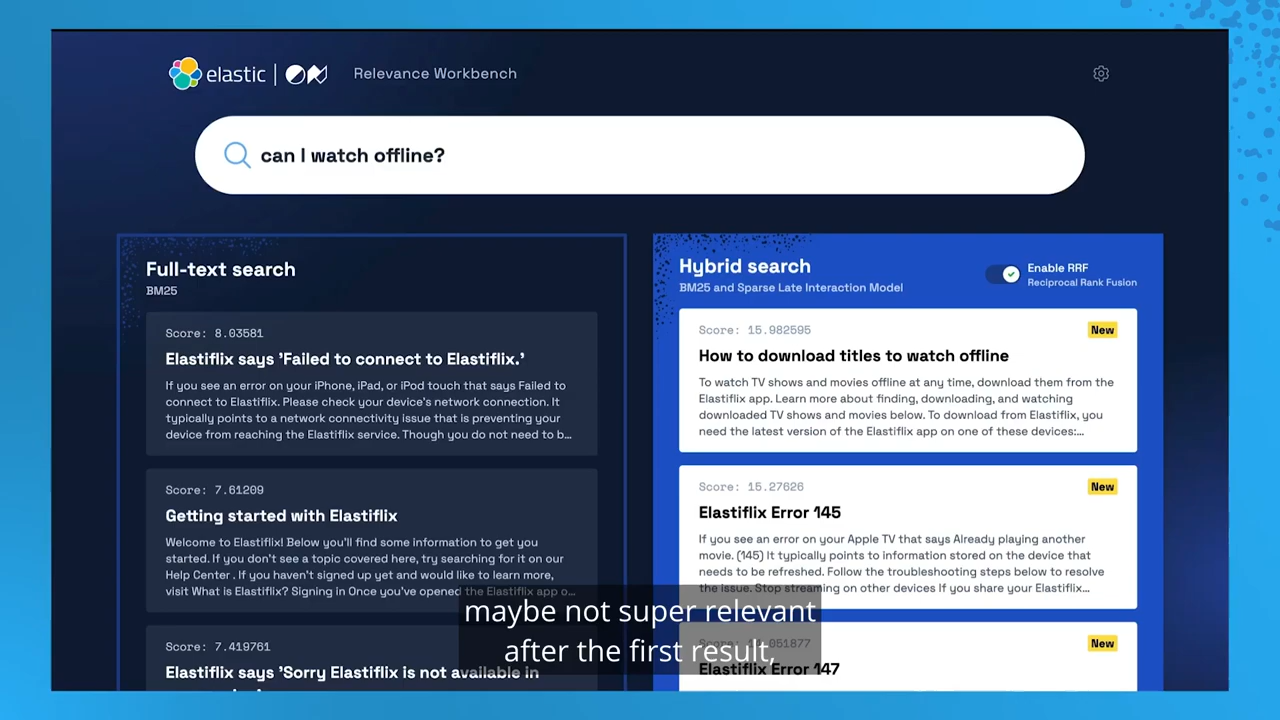 elastic
Relevance Workbench
can I watch offline?
Full-text search
BM25
Score: 8.03581
Elastiflix says 'Failed to connect to Elastiflix.'
If you see an error on your iPhone, iPad, or iPod touch that says Failed to
connect to Elastiflix. Please check your device's network connection. It
typically points to a network connectivity issue that is preventing your
device from reaching the Elastiflix service. Though you do not need to b...
Score: 7.61209
Getting started with Elastiflix
Welcome to Elastiflix! Below you'll find some information to get you
started. If you don't see a topic covered here, try searching for it on our
Help Center . If you haven't signed up yet and would like to learn more,
visit What is Elastiflix? Signing in Once you've opened the Elastiflix app o...
Score: 7.419761
Elastiflix says 'Sorry Elastiflix is not available in
Hybrid search
BM25 and Sparse Late Interaction Model
Enable RRF
Reciprocal Rank Fusion
Score: 15.982595
New
How to download titles to watch offline
To watch TV shows and movies offline at any time, download them from the
Elastiflix app. Learn more about finding, downloading, and watching
downloaded TV shows and movies below. To download from Elastiflix, you
need the latest version of the Elastiflix app on one of these devices:...
Score: 15.27626
New
Elastiflix Error 145
If you see an error on your Apple TV that says Already playing another
movie. (145) It typically points to information stored on the device that
needs to be refreshed. Follow the troubleshooting steps below to resolve
the issue. Stop streaming on other devices If you share your Elastiflix...
New
Elastiflix Error 147
maybe not super relevant
after the first result,